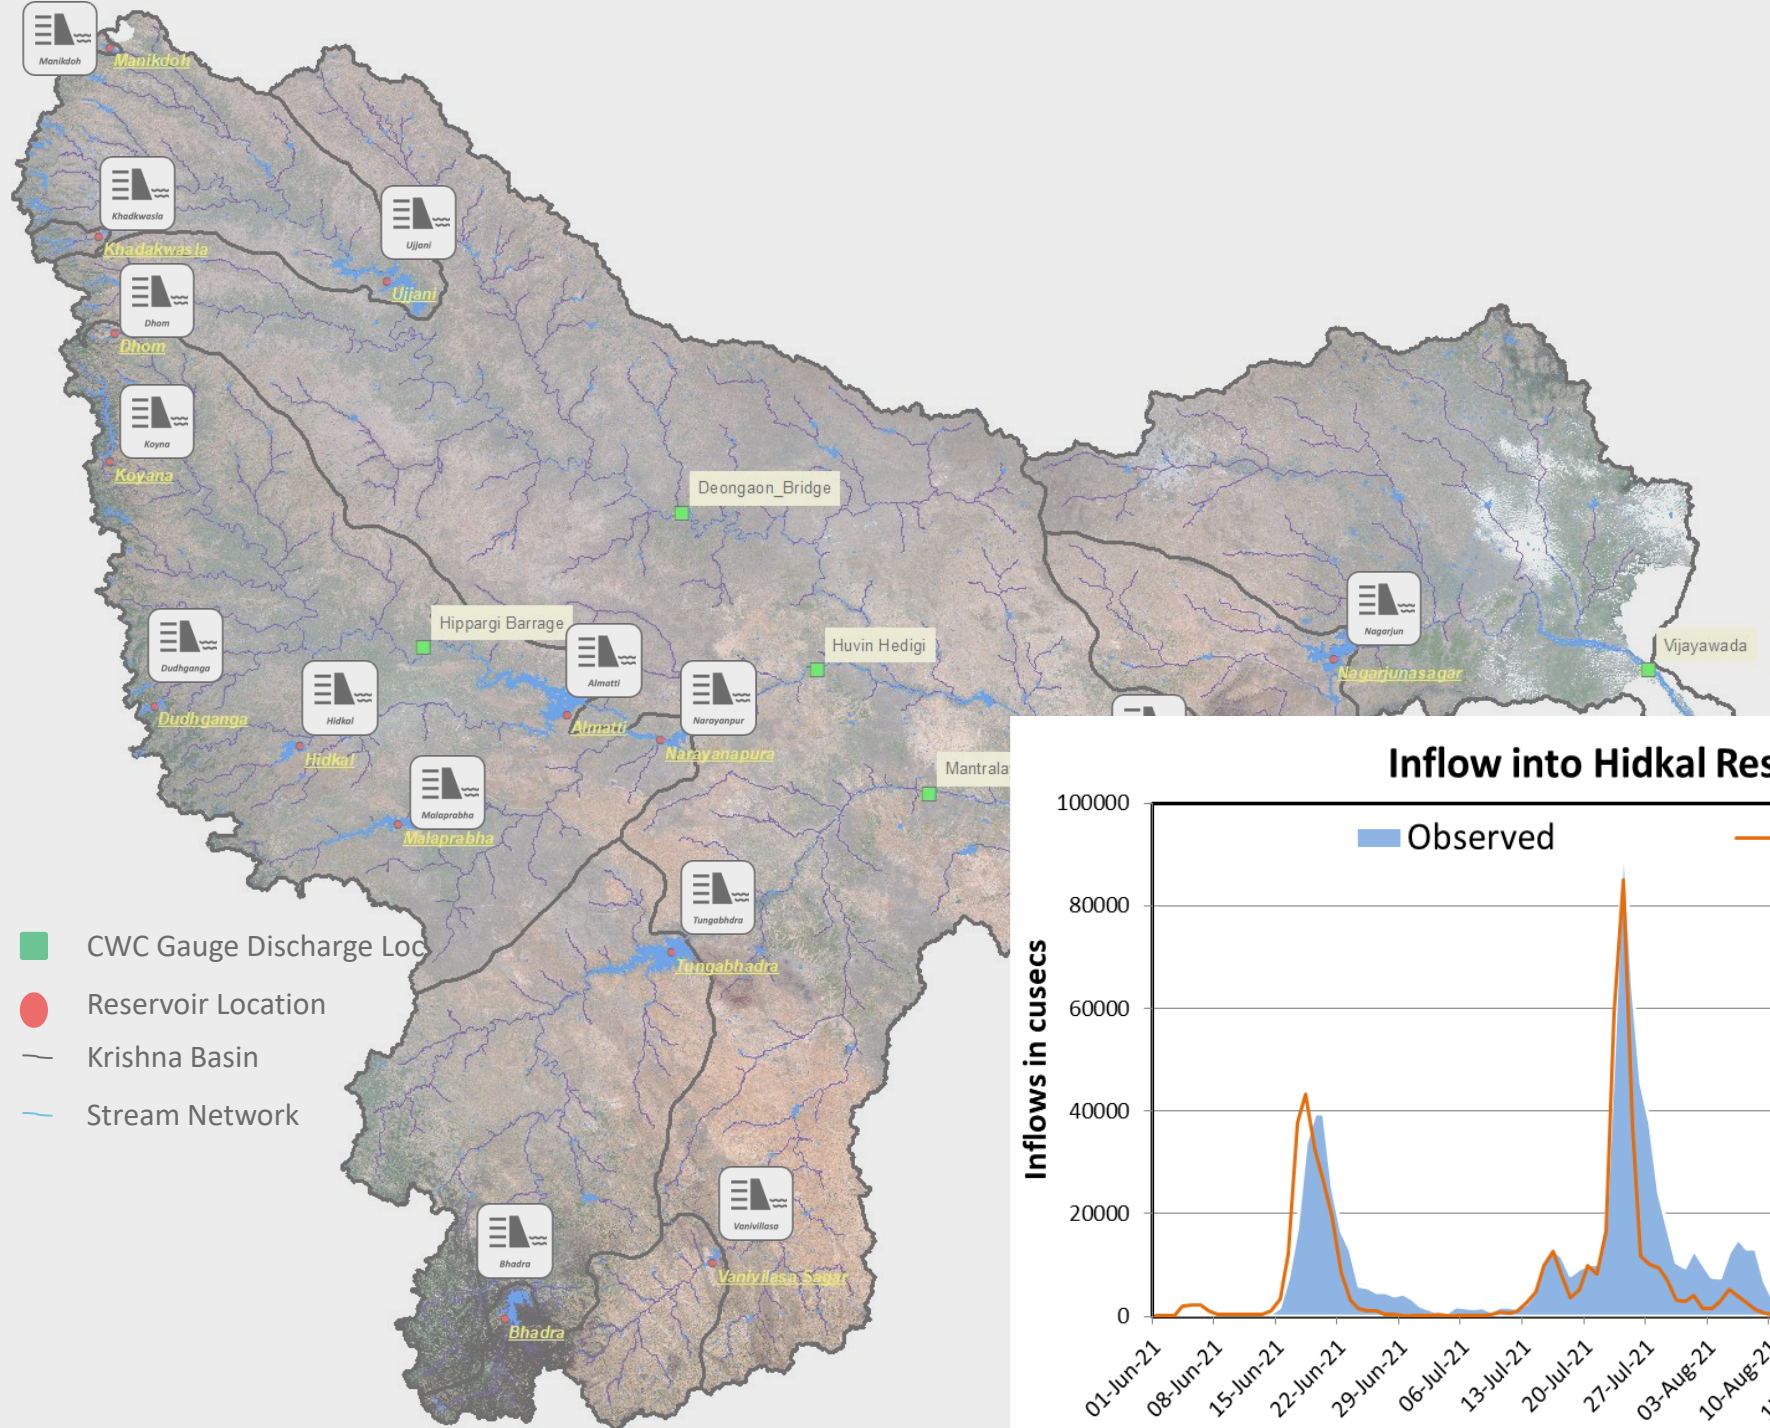 Manikdoh
Manikdoh
Khadkwasla
Khadakwasla
Ujjani
Ujjani
Dhom
Dhom
Koyna
Koyana
Deongaon_Bridge
Hippargi Barrage
Huvin Hedigi
Nagarjun
Nagarjunasagar
Vijayawada
Dudhganga
Dudhganga
Hidkal
Hidkal
Almatti
Almatti
Narayanpur
Narayanapura
Malaprabha
Malaprabha
Mantrala
Tungabhdra
Tungabhadra
Vanivillasa
Vanivilasa Sagar
Bhadra
Bhadra
CWC Gauge Discharge Loc
Reservoir Location
Krishna Basin
Stream Network
Inflow into Hidkal Res
Observed
Inflows in cusecs
100000
80000
60000
40000
20000
0
01-Jun-21
08-Jun-21
15-Jun-21
22-Jun-21
29-Jun-21
06-Jul-21
13-Jul-21
20-Jul-21
27-Jul-21
03-Aug-21
10-Aug-21